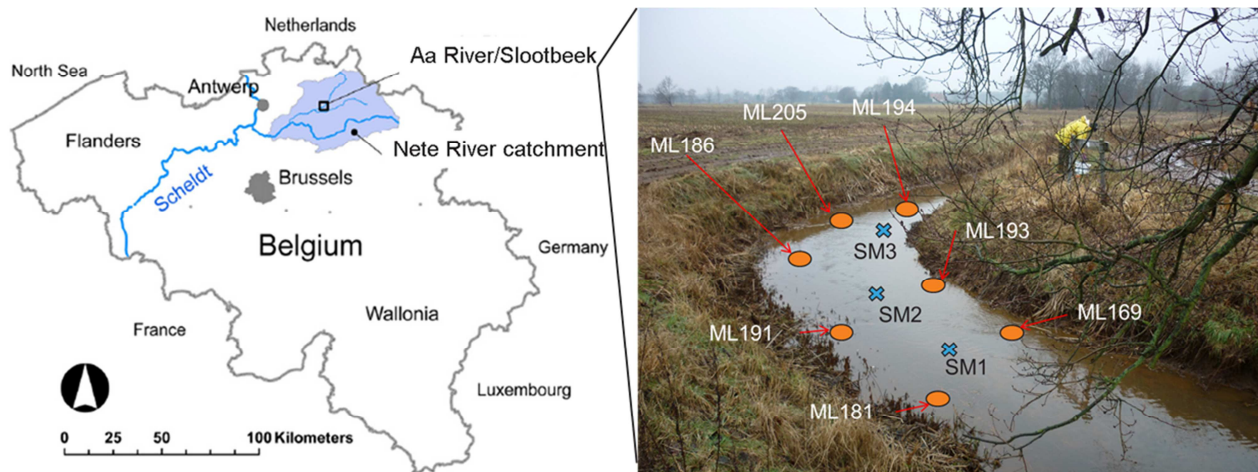 Netherlands
Aa River/Slootbeek
North Sea
Antwerp
Flanders
Nete River catchment
Brussels
Scheldt
Belgium
Germany
Wallonia
France
Luxembourg
0 25 50 100 Kilometers
ML194
ML205
ML186
SM3
ML193
SM2
ML191
ML169
SM1
ML181